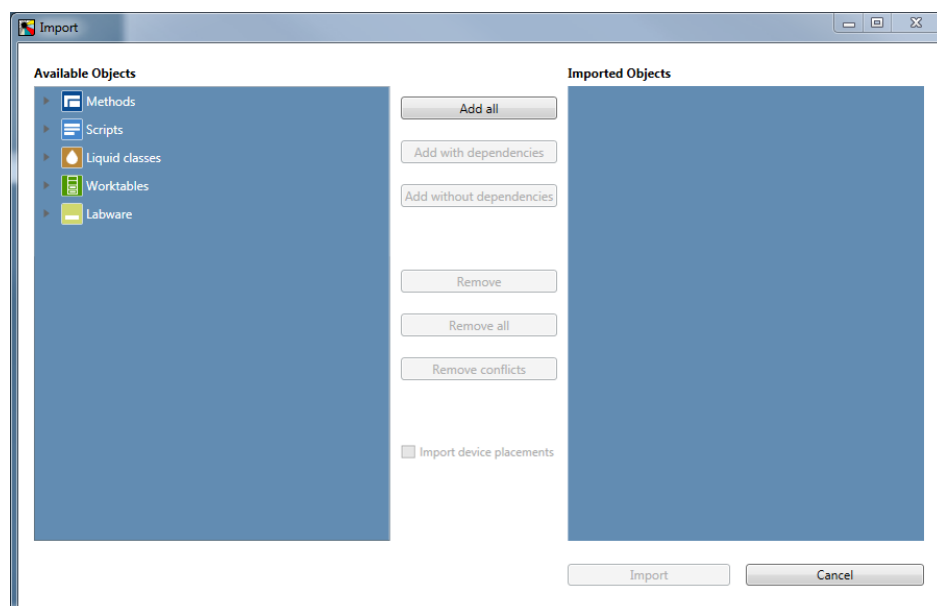 Import
Available Objects
Imported Objects
Methods
Scripts
Liquid classes
Worktables
Labware
Add all
Add with dependencies
Add without dependencies
Remove
Remove all
Remove conflicts
Import device placements
Import
Cancel